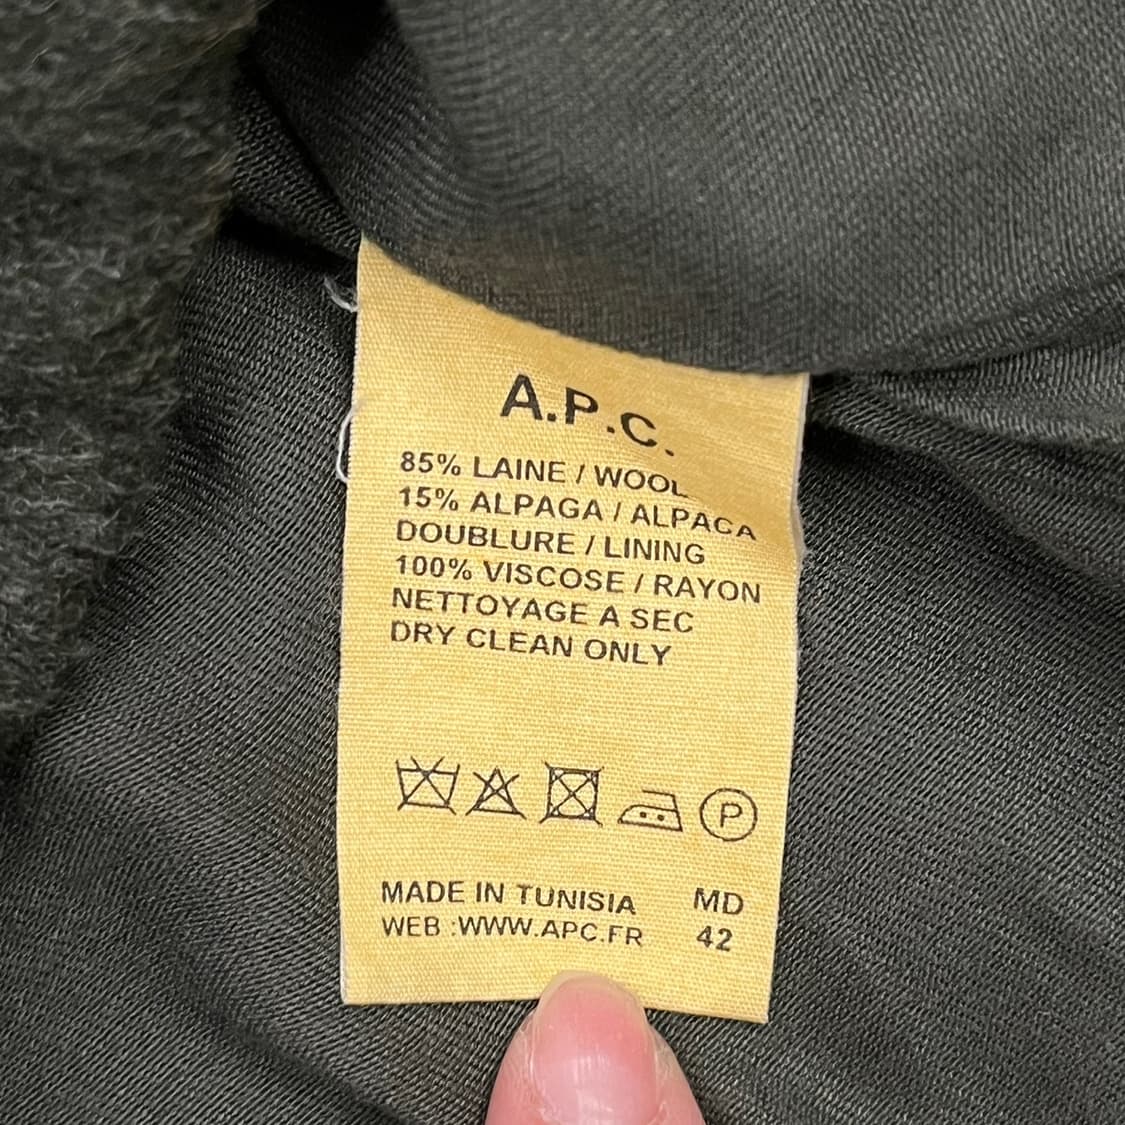 A.P.C.
85% LAINE / WOOL
15% ALPAGA / ALPACA
DOUBLURE / LINING
100% VISCOSE / RAYON
NETTOYAGE A SEC
DRY CLEAN ONLY
P
MADE IN TUNISIA MD
WEB :WWW.APC.FR 42